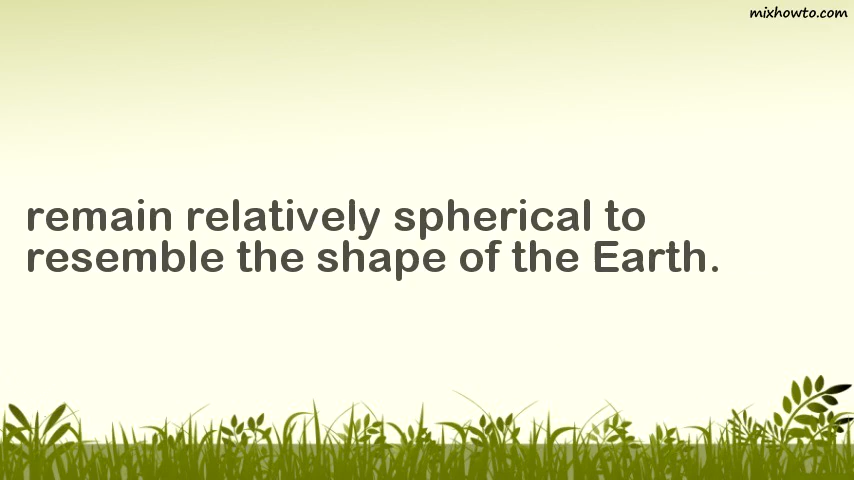 mixhowto.com
remain relatively spherical to
resemble the shape of the Earth.